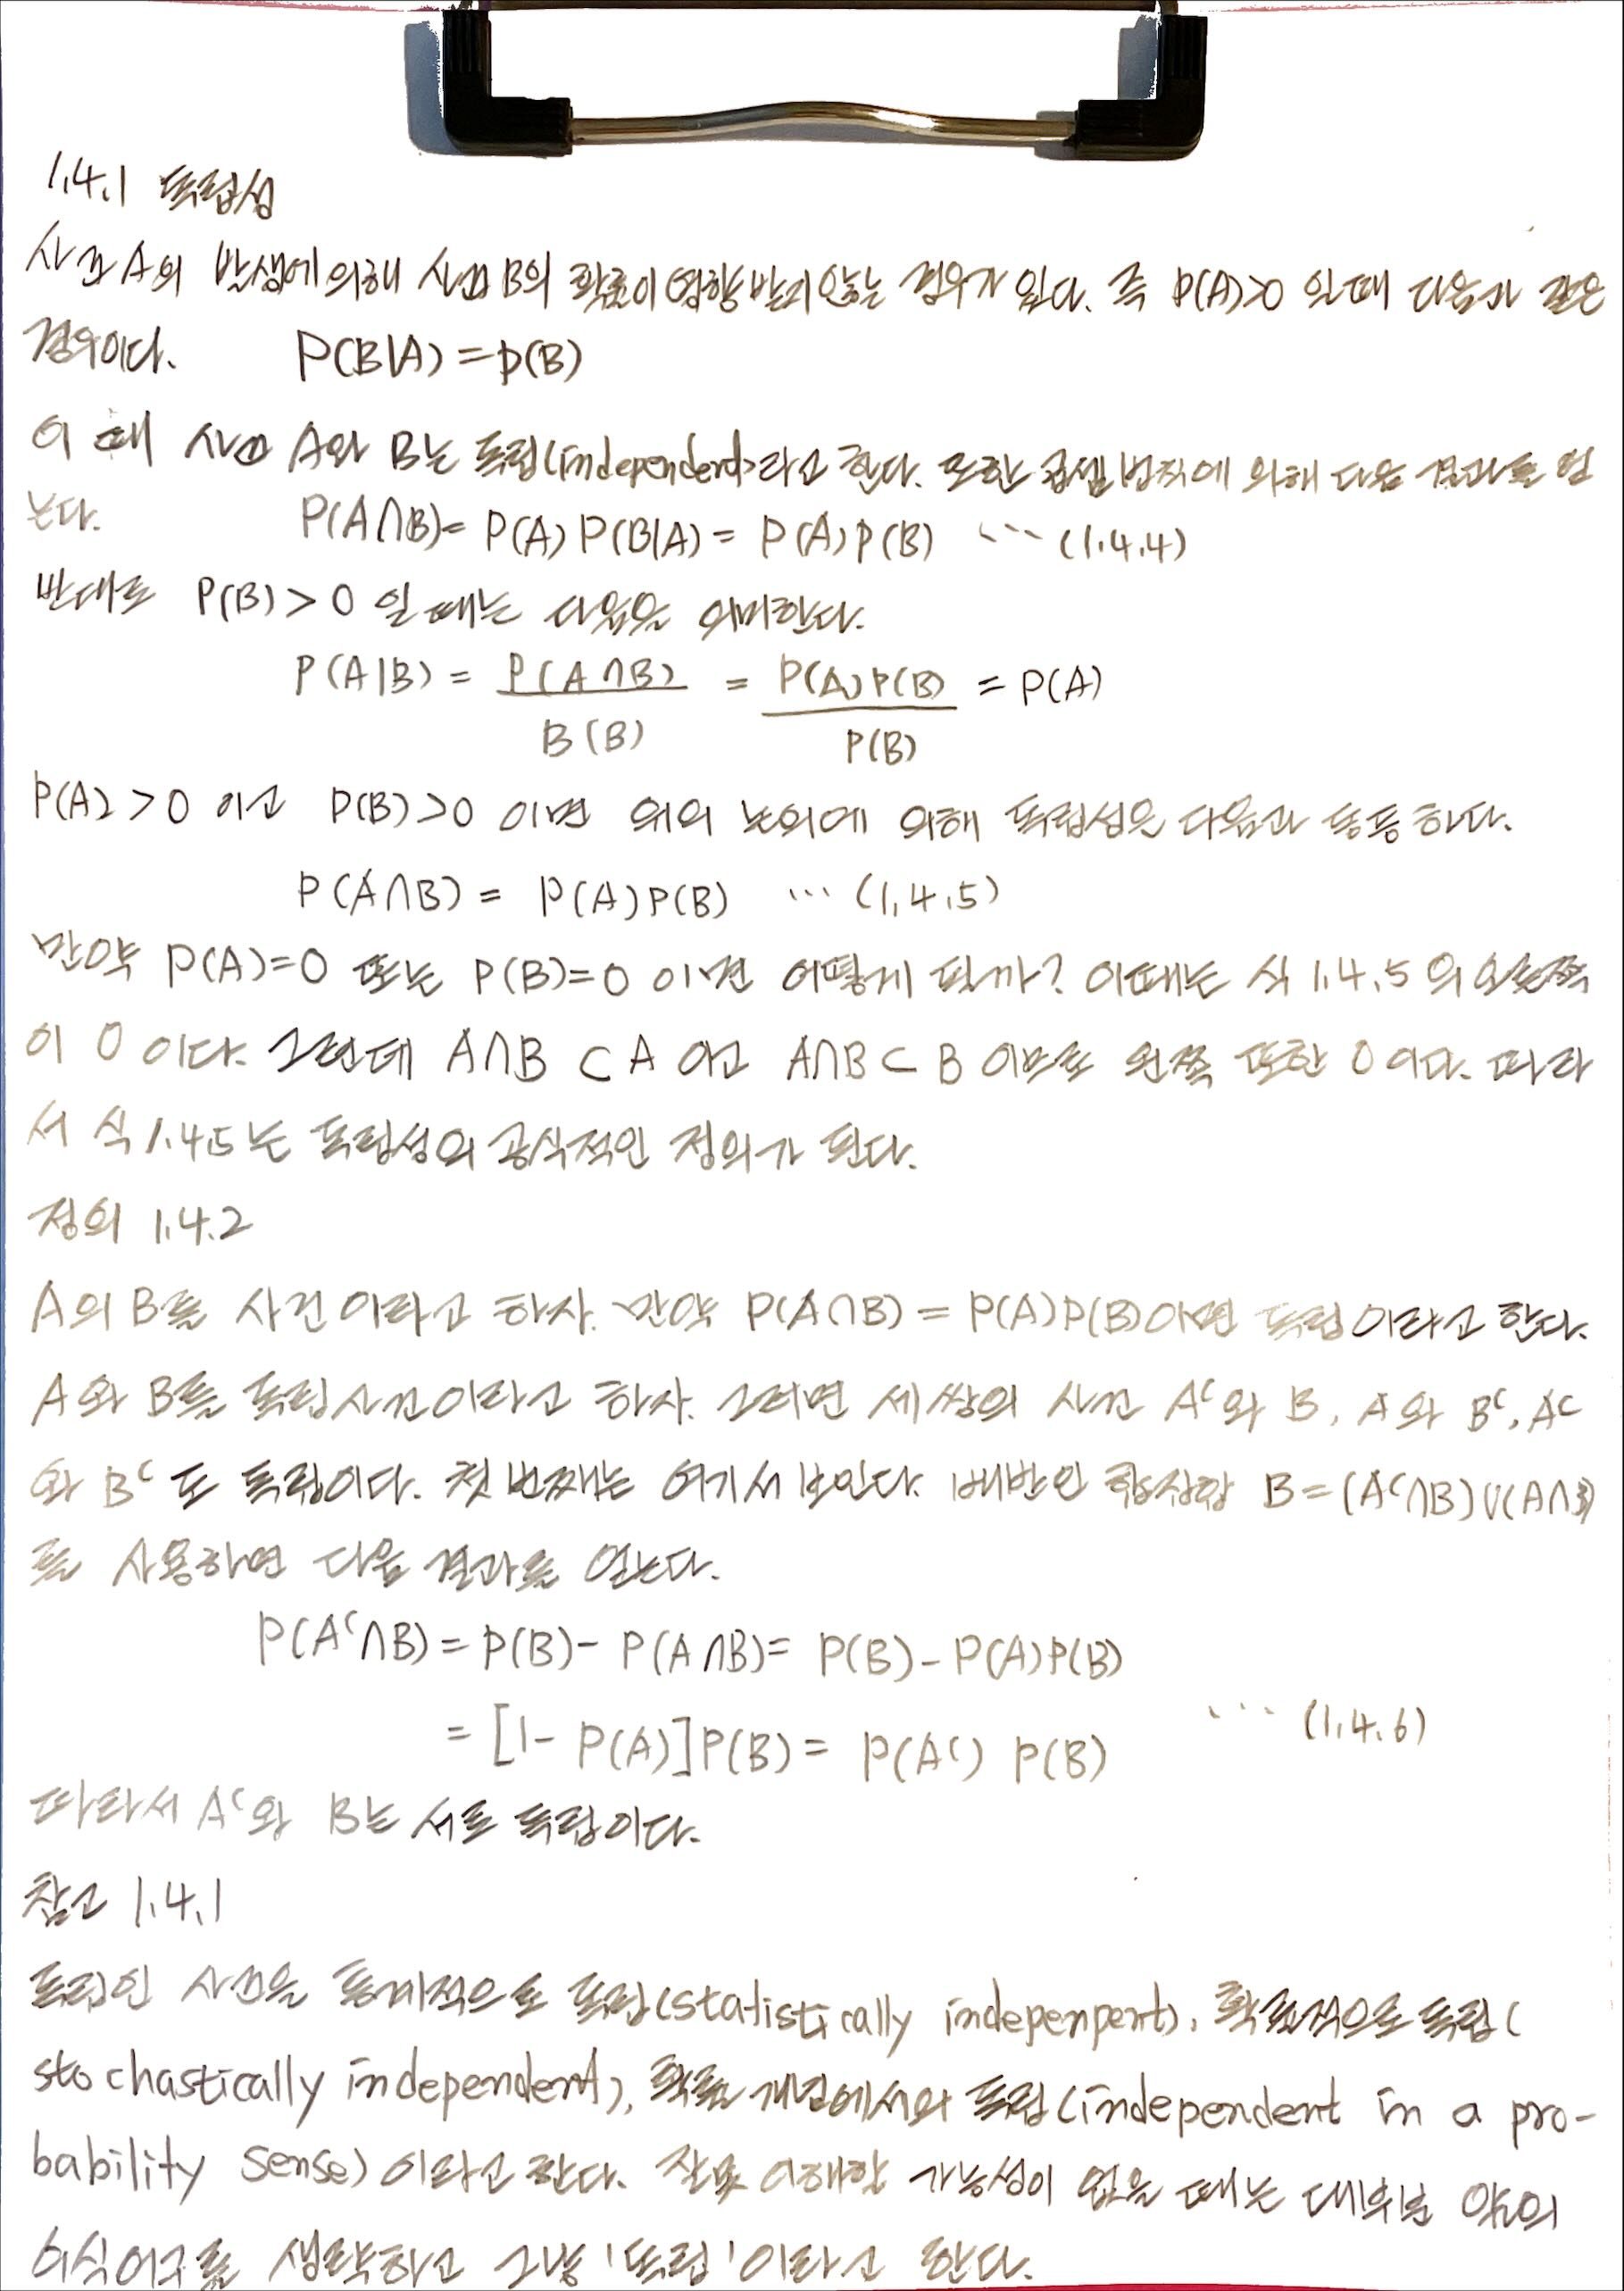 1.4.1 독립성
사건 A의 발생에 의해 사건 B의 확률이 영향받지 않는 경우가 있다. 즉 P(A)>0 일때 다음과 같은
경우이다. P(B|A)=p(B)
이 때 사건 A와 B는 독립(independent)라고 한다. 또한 곱셈법칙에 의해 다음 결과를 얻
는다. P(A∩B)= P(A) P(B|A) = P(A) P(B) ··· (1.4.4)
반대로 P(B) > 0 일 때는 다음을 의미한다.
P(A|B) = P(A∩B) / B(B) = P(A)P(B) / P(B) = P(A)
P(A) > 0 이고 P(B) >0 이면 위의 논의에 의해 독립성은 다음과 동등하다.
P(A∩B) = P(A)P(B) ··· (1.4.5)
만약 P(A)=0 또는 P(B)=0 이면 어떻게 될까? 이때는 식 1.4.5 의 오른쪽
이 0 이다. 그런데 A∩B ⊂ A 이고 A∩B ⊂ B 이므로 왼쪽 또한 0 이다. 따라
서 식 1.4.5는 독립성의 공식적인 정의가 된다.
정의 1.4.2
A의 B를 사건이라고 하자. 만약 P(A∩B) = P(A)P(B)이면 독립이라고 한다.
A와 B를 독립사건이라고 하자. 그러면 세 쌍의 사건 Aᶜ와 B, A와 Bᶜ, Aᶜ
와 Bᶜ도 독립이다. 첫 번째는 여기서 보인다. 배반인 합집합 B=(Aᶜ∩B)∪(A∩B)
를 사용하면 다음 결과를 얻는다.
P(Aᶜ∩B) = P(B)- P(A∩B)= P(B)-P(A)P(B)
= [1- P(A)]P(B) = P(Aᶜ) P(B) ··· (1.4.6)
따라서 Aᶜ와 B는 서로 독립이다.
참고 1.4.1
독립인 사건을 통계적으로 독립(statistically indepenpent), 확률적으로 독립(
stochastically independent), 확률 개념에서의 독립(independent in a pro-
bability sense)이라고 한다. 잘못 이해할 가능성이 없을 때는 대부분 앞의
수식어구를 생략하고 그냥 '독립'이라고 한다.